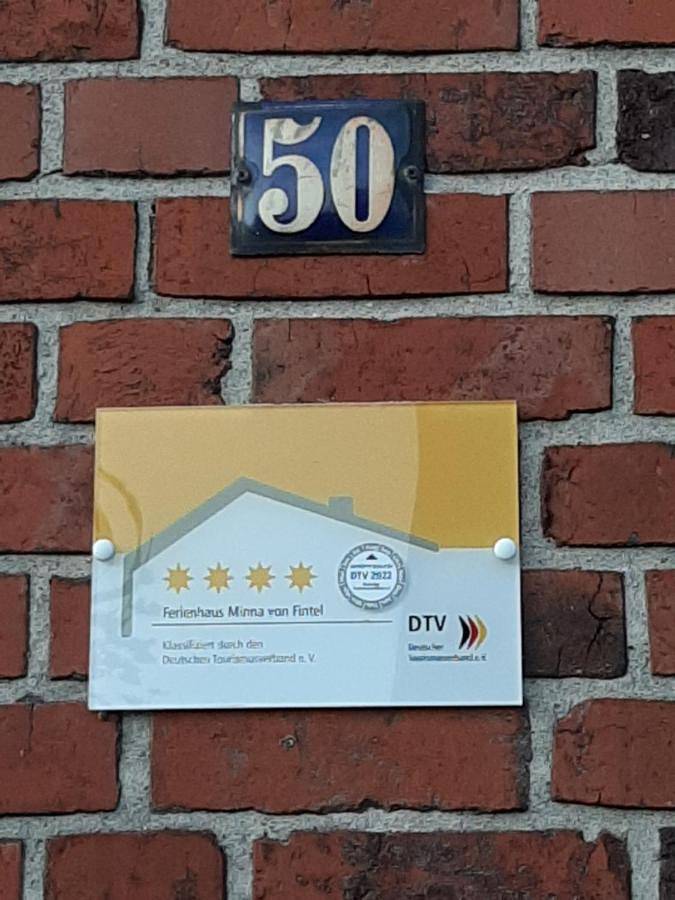 50
DTV 2022
Ferienhaus Minna von Fintel
Klassifiziert durch den
Deutschen Tourismusverband e. V.
DTV
Deutscher
Tourismusverband e. V.